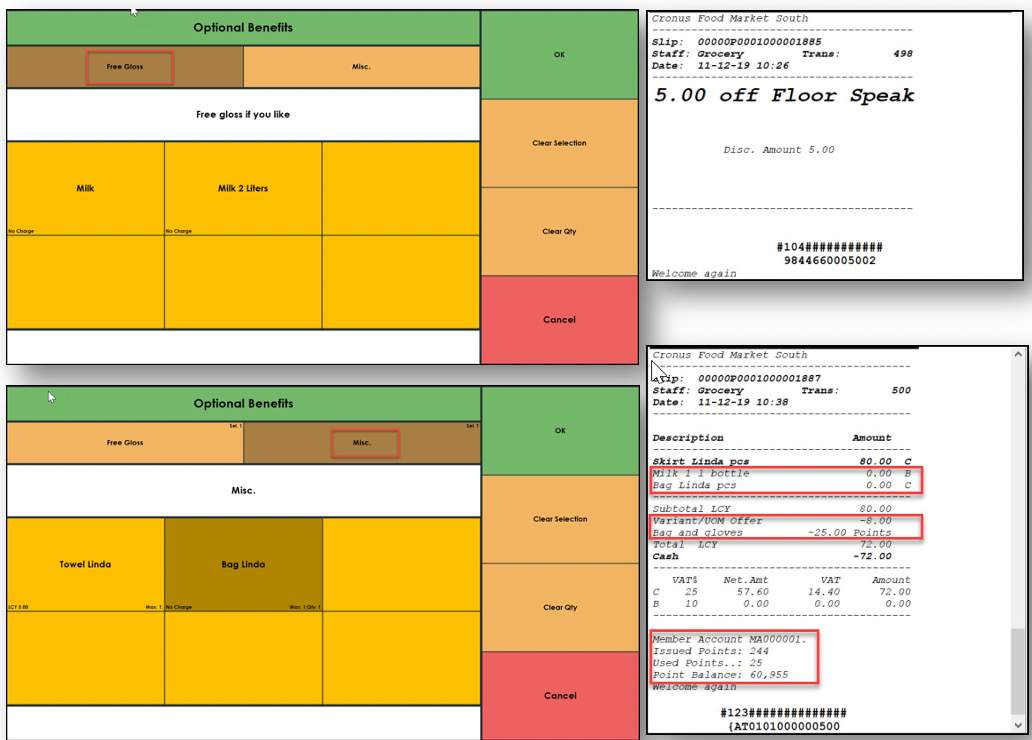 Optional Benefits
Free Gloss
Misc.
Free gloss if you like
Milk
No Charge
Milk 2 Liters
No Charge
OK
Clear Selection
Clear Qty
Cancel
Cronus Food Market South
Slip: 00000P0001000001885
Staff: Grocery Trans: 498
Date: 11-12-19 10:26
5.00 off Floor Speak
Disc. Amount 5.00
#104###########
9844660005002
Welcome again
Optional Benefits
Free Gloss
Sel. 1
Misc.
Sel. 1
Misc.
Towel Linda
LCY 5.00 Max: 1
Bag Linda
No Charge Max: 1 Qty: 1
OK
Clear Selection
Clear Qty
Cancel
Cronus Food Market South
Slip: 00000P0001000001887
Staff: Grocery Trans: 500
Date: 11-12-19 10:38
Description Amount
Skirt Linda pcs 80.00 C
Milk 1 l bottle 0.00 B
Bag Linda pcs 0.00 C
Subtotal LCY 80.00
Variant/UOM Offer -8.00
Bag and gloves -25.00 Points
Total LCY 72.00
Cash -72.00
VAT% Net.Amt VAT Amount
C 25 57.60 14.40 72.00
B 10 0.00 0.00 0.00
Member Account MA000001.
Issued Points: 244
Used Points..: 25
Point Balance: 60,955
Welcome again
#123##############
{AT0101000000500